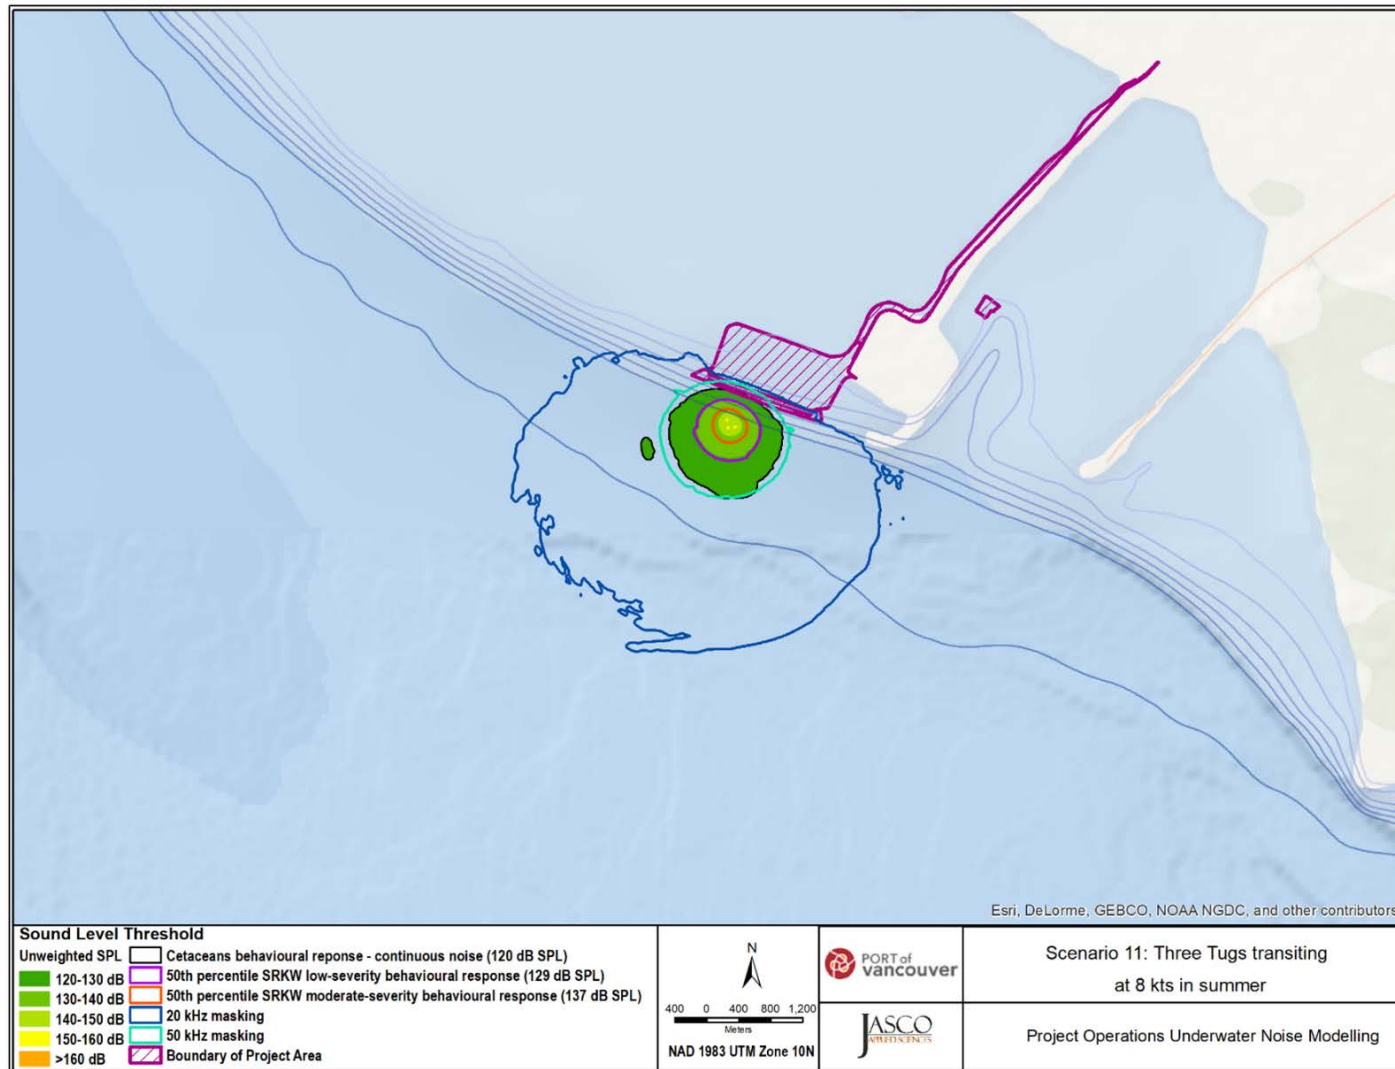 Esri, DeLorme, GEBCO, NOAA NGDC, and other contributors
Sound Level Threshold
Unweighted SPL
120-130 dB
130-140 dB
140-150 dB
150-160 dB
>160 dB
Cetaceans behavioural reponse - continuous noise (120 dB SPL)
50th percentile SRKW low-severity behavioural response (129 dB SPL)
50th percentile SRKW moderate-severity behavioural response (137 dB SPL)
20 kHz masking
50 kHz masking
Boundary of Project Area
N
400 0 400 800 1,200
Meters
NAD 1983 UTM Zone 10N
PORT of
vancouver
JASCO
APPLIED SCIENCES
Scenario 11: Three Tugs transiting
at 8 kts in summer
Project Operations Underwater Noise Modelling